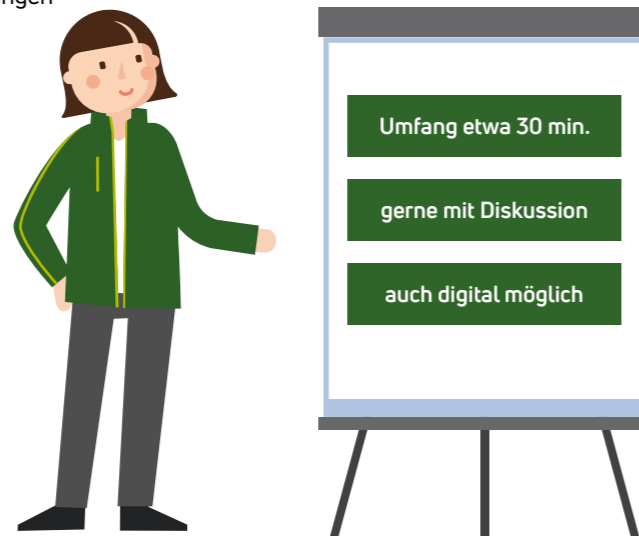 Umfang etwa 30 min.
gerne mit Diskussion
auch digital möglich